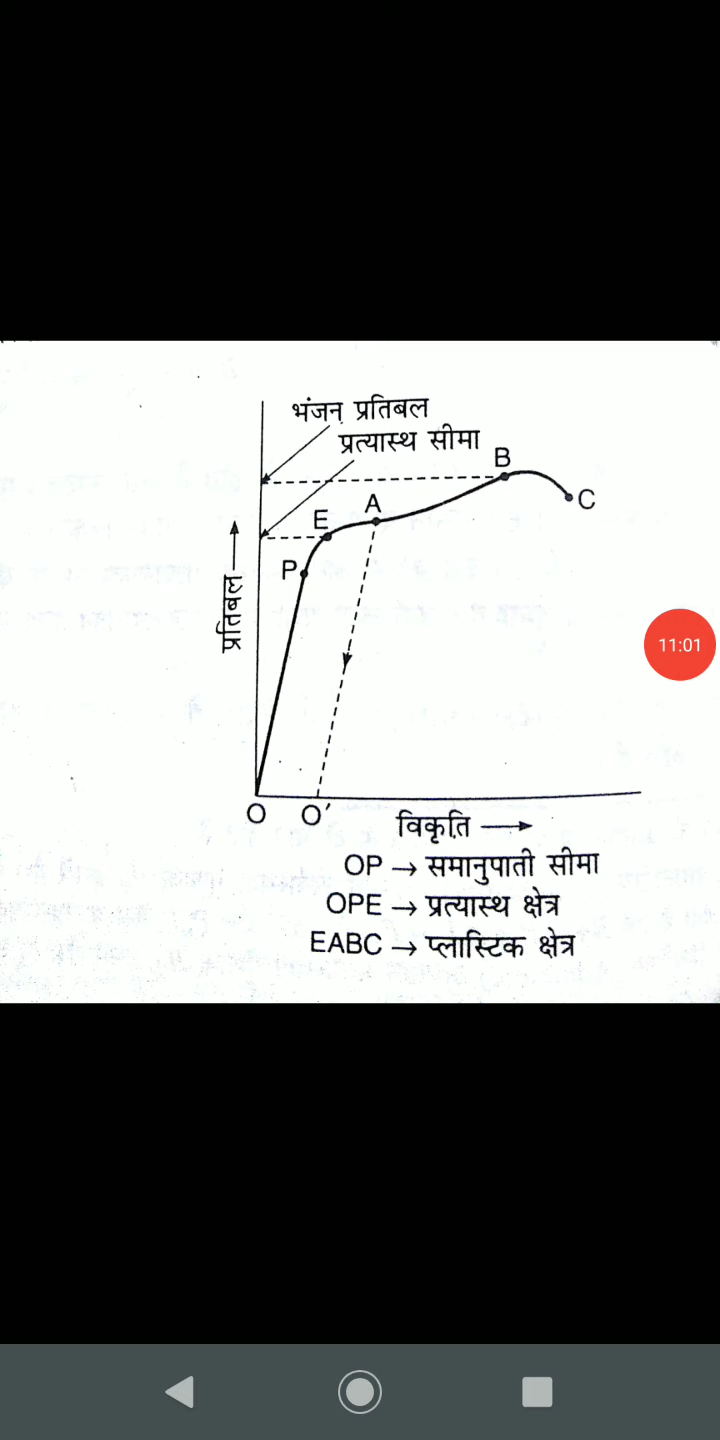 भंजन प्रतिबल
प्रत्यास्थ सीमा
B
C
A
E
P
प्रतिबल →
11:01
O
O′
विकृति →
OP → समानुपाती सीमा
OPE → प्रत्यास्थ क्षेत्र
EABC → प्लास्टिक क्षेत्र